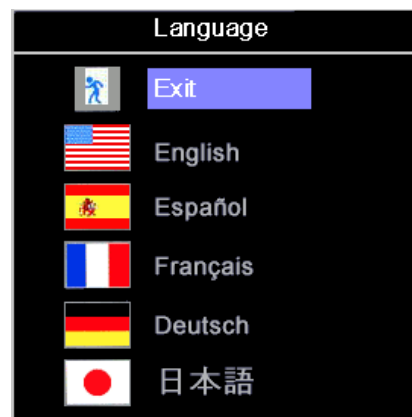 Language
Exit
English
Español
Français
Deutsch
日本語